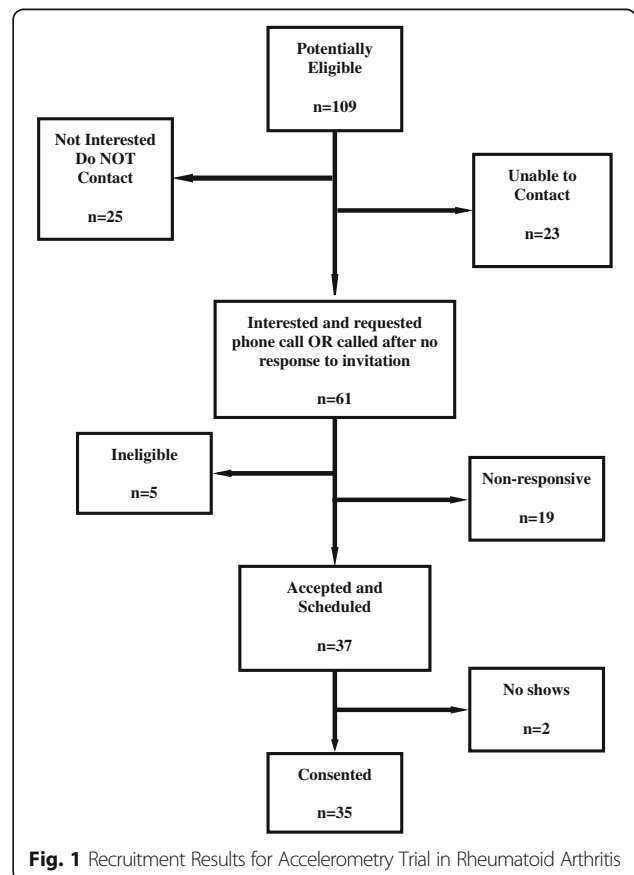 Potentially
Eligible
n=109
Not Interested
Do NOT
Contact
n=25
Unable to
Contact
n=23
Interested and requested
phone call OR called after no
response to invitation
n=61
Ineligible
n=5
Non-responsive
n=19
Accepted and
Scheduled
n=37
No shows
n=2
Consented
n=35
Fig. 1 Recruitment Results for Accelerometry Trial in Rheumatoid Arthritis